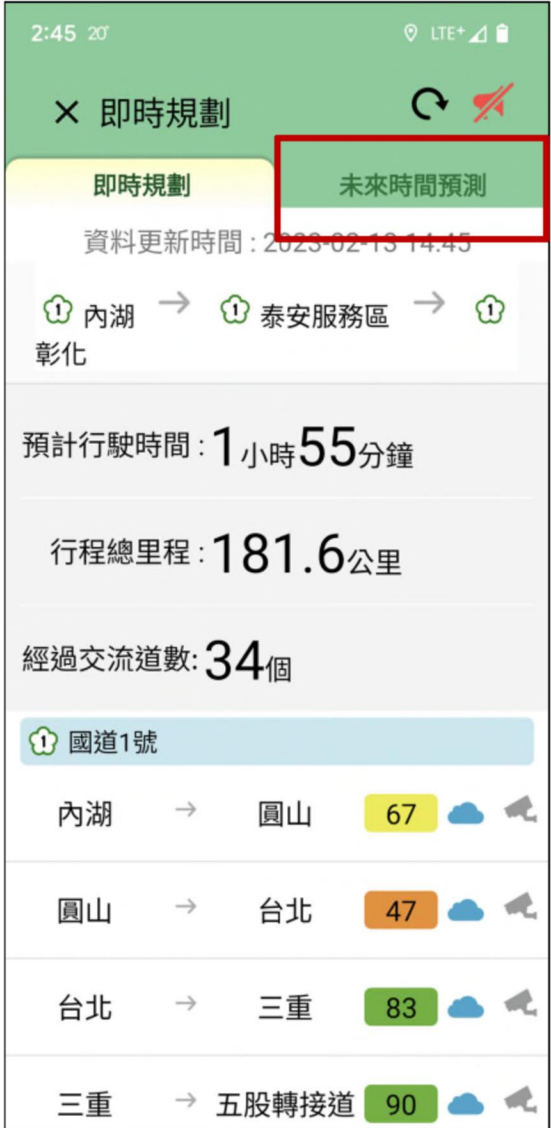 2:45 20° LTE+
× 即時規劃
即時規劃 未來時間預測
資料更新時間 : 2023-02-13 14:45
1 內湖 → 1 泰安服務區 → 1
彰化
預計行駛時間 : 1小時55分鐘
行程總里程 : 181.6公里
經過交流道數: 34個
1 國道1號
內湖 → 圓山 67
圓山 → 台北 47
台北 → 三重 83
三重 → 五股轉接道 90